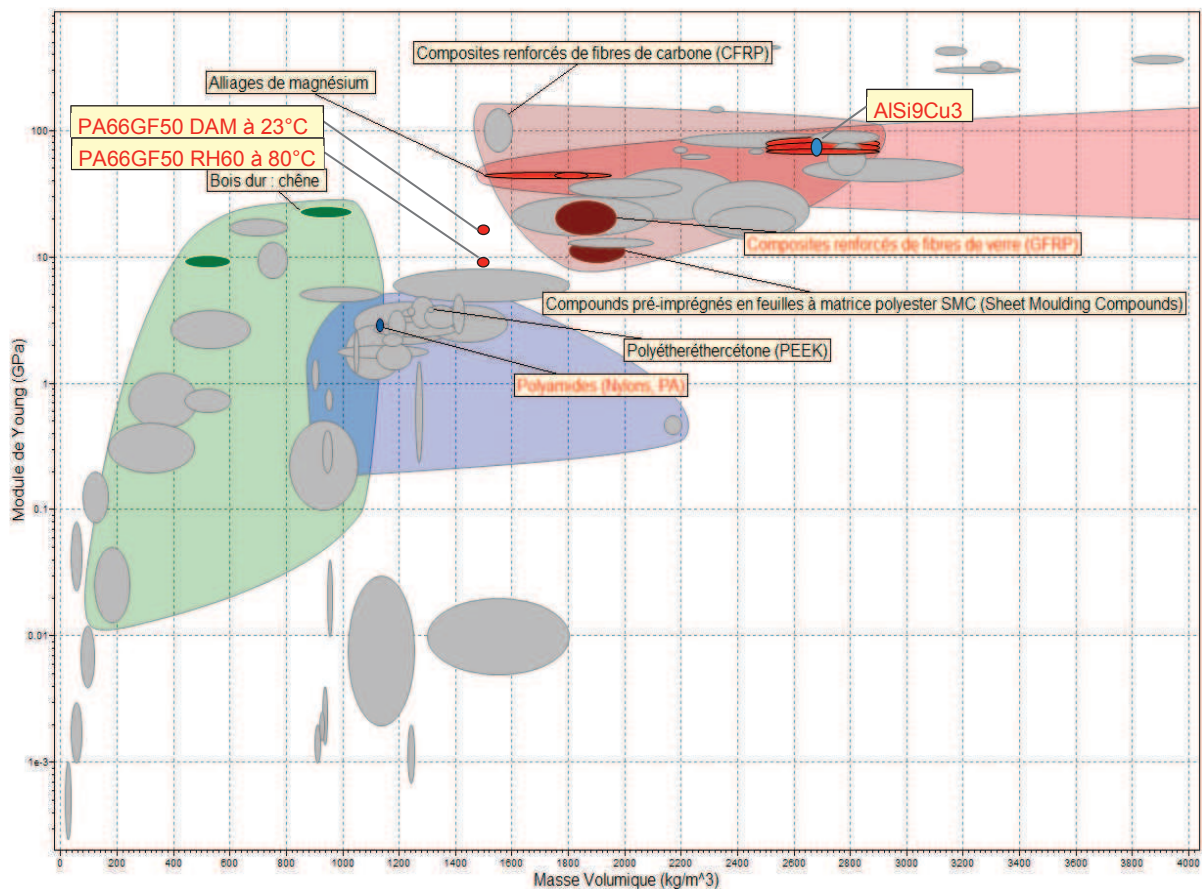 Composites renforcés de fibres de carbone (CFRP)
Alliages de magnésium
AlSi9Cu3
PA66GF50 DAM à 23°C
PA66GF50 RH60 à 80°C
Bois dur : chêne
Composites renforcés de fibres de verre (GFRP)
Compounds pré-imprégnés en feuilles à matrice polyester SMC (Sheet Moulding Compounds)
Polyétheréthercétone (PEEK)
Polyamides (Nylons, PA)
Module de Young (GPa)
100
10
1
0.1
0.01
1e-3
0 200 400 600 800 1000 1200 1400 1600 1800 2000 2200 2400 2600 2800 3000 3200 3400 3600 3800 4000
Masse Volumique (kg/m^3)